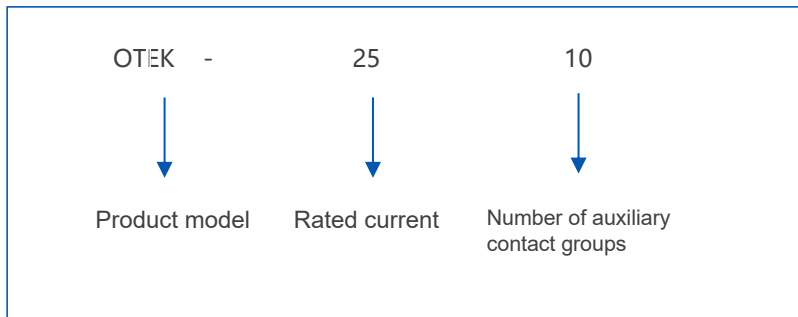 OTEK - 25 10
Product model Rated current Number of auxiliary
contact groups